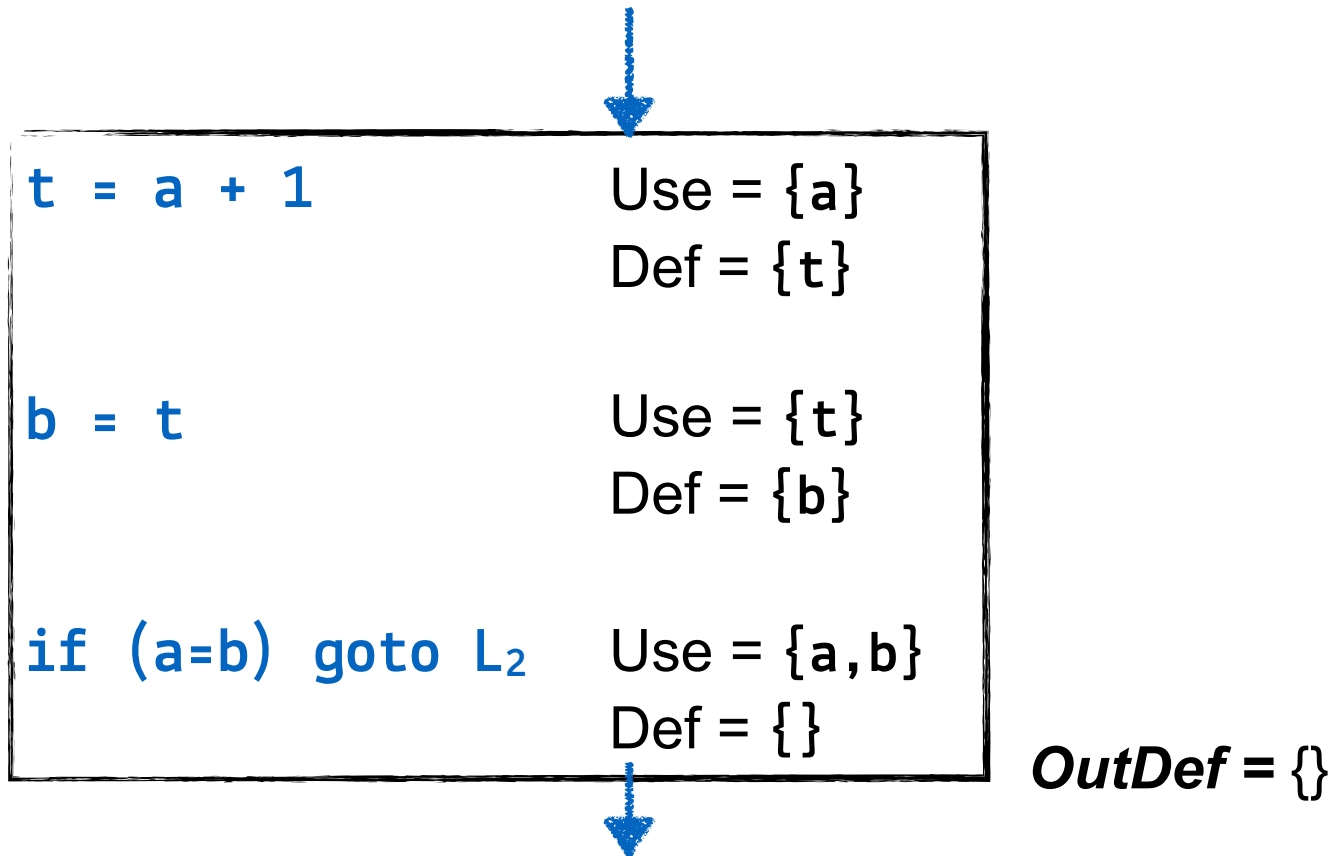 t = a + 1 Use = {a}
Def = {t}
b = t Use = {t}
Def = {b}
if (a=b) goto L₂ Use = {a,b}
Def = {}
OutDef = {}